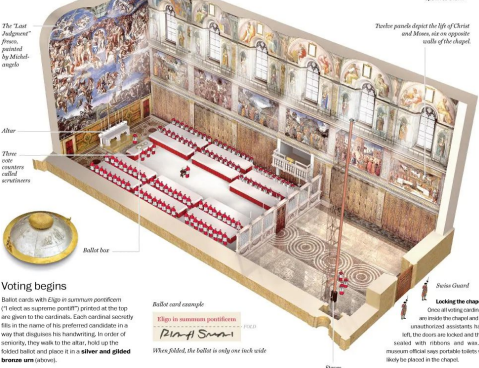 The "Last
Judgment"
fresco,
painted
by Michel-
angelo
Twelve panels depict the life of Christ
and Moses, six on opposite
walls of the chapel.
Altar
Three
vote
counters
called
scrutineers
Ballot box
Voting begins
Ballot cards with Eligo in summum pontificem
("I elect as supreme pontiff") printed at the top
are given to the cardinals. Each cardinal secretly
fills in the name of his preferred candidate in a
way that disguises his handwriting. In order of
seniority, they walk to the altar, hold up the
folded ballot and place it in a silver and gilded
bronze urn (above).
Ballot card example
Eligo in summum pontificem
When folded, the ballot is only one inch wide
Swiss Guard
Locking the chap
Once all voting cardin
are inside the chapel and
unauthorized assistants ha
left, the doors are locked and th
sealed with ribbons and wax.
museum official says portable toilets
likely be placed in the chapel.